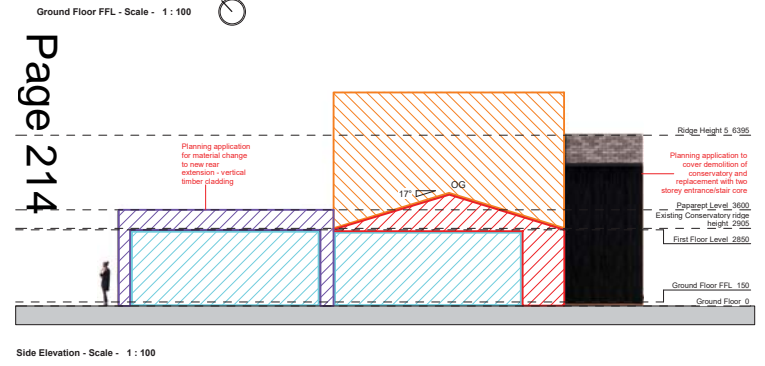 Ground Floor FFL - Scale - 1 : 100
Page 214
Planning application
for material change
to new rear
extension - vertical
timber cladding
17°
OG
Ridge Height 5 6395
Planning application to
cover demolition of
conservatory and
replacement with two
storey entrance/stair core
Paparept Level 3600
Existing Conservatory ridge
height 2905
First Floor Level 2850
Ground Floor FFL 150
Ground Floor 0
Side Elevation - Scale - 1 : 100